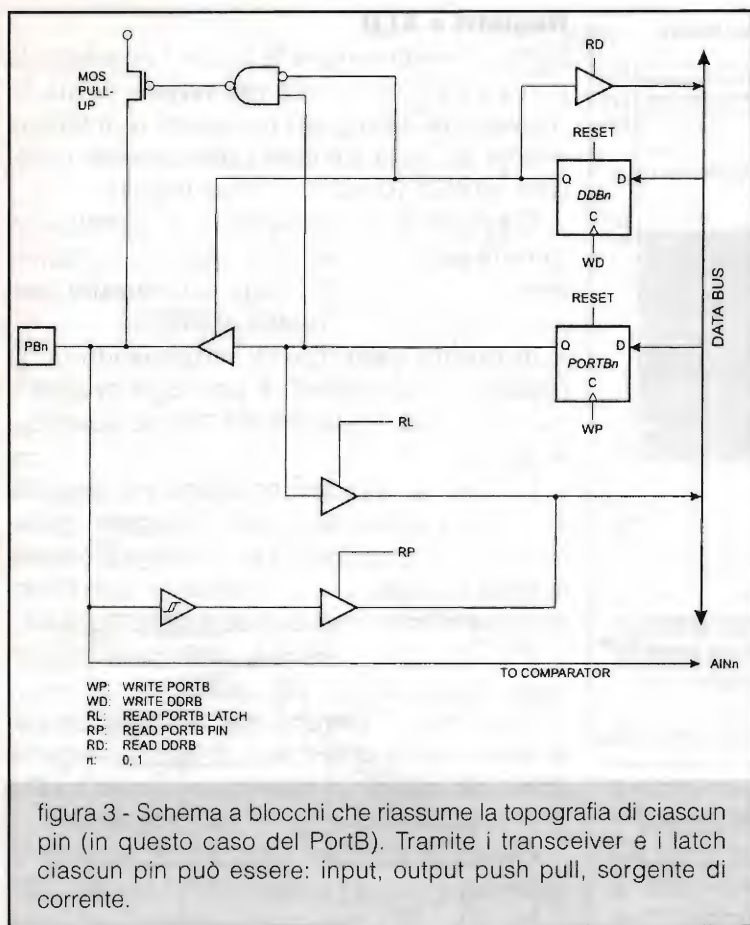 RD
MOS
PULL-
UP
RESET
Q D
DDBn
C
WD
DATA BUS
RESET
PBn
Q D
PORTBn
C
WP
RL
RP
TO COMPARATOR
AINn
WP: WRITE PORTB
WD: WRITE DDRB
RL: READ PORTB LATCH
RP: READ PORTB PIN
RD: READ DDRB
n: 0, 1
figura 3 - Schema a blocchi che riassume la topografia di ciascun
pin (in questo caso del PortB). Tramite i transceiver e i latch
ciascun pin può essere: input, output push pull, sorgente di
corrente.